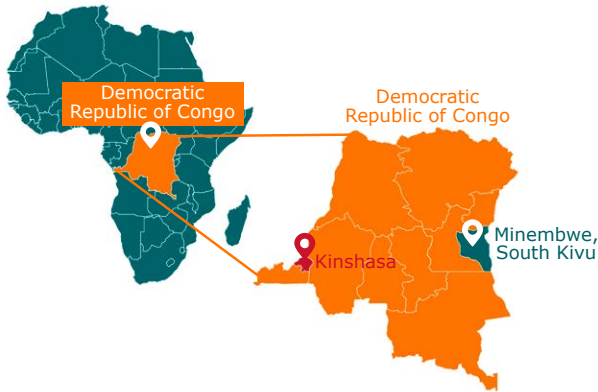 Democratic
Republic of Congo
Democratic
Republic of Congo
Minembwe,
South Kivu
Kinshasa